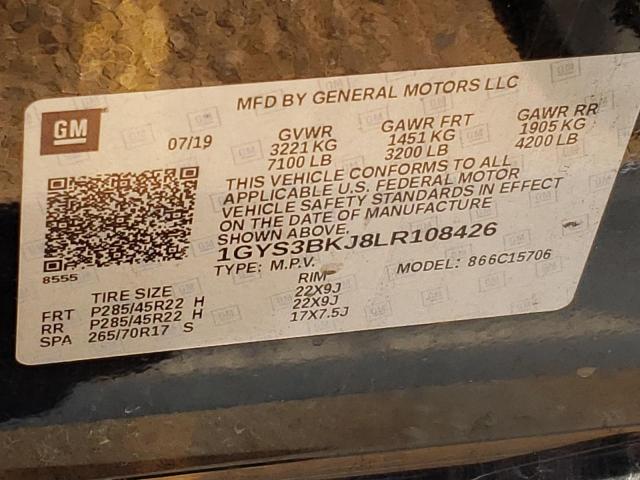 MFD BY GENERAL MOTORS LLC
GM
07/19
GVWR
3221 KG
7100 LB
GAWR FRT
1451 KG
3200 LB
GAWR RR
1905 KG
4200 LB
THIS VEHICLE CONFORMS TO ALL
APPLICABLE U.S. FEDERAL MOTOR
VEHICLE SAFETY STANDARDS IN EFFECT
ON THE DATE OF MANUFACTURE
SHOWN ABOVE.
1GYS3BKJ8LR108426
TYPE: M.P.V. MODEL: 866C15706
8555
TIRE SIZE RIM
FRT P285/45R22 H 22X9J
RR P285/45R22 H 22X9J
SPA 265/70R17 S 17X7.5J